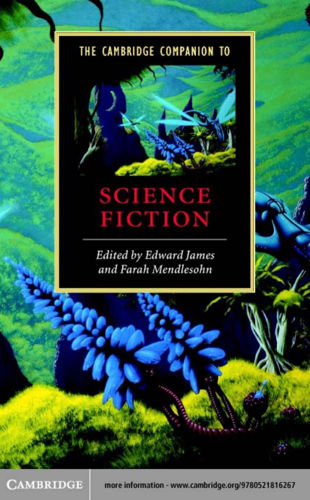 THE CAMBRIDGE COMPANION TO
SCIENCE
FICTION
Edited by Edward James
and Farah Mendlesohn
CAMBRIDGE
more information - www.cambridge.org/9780521816267